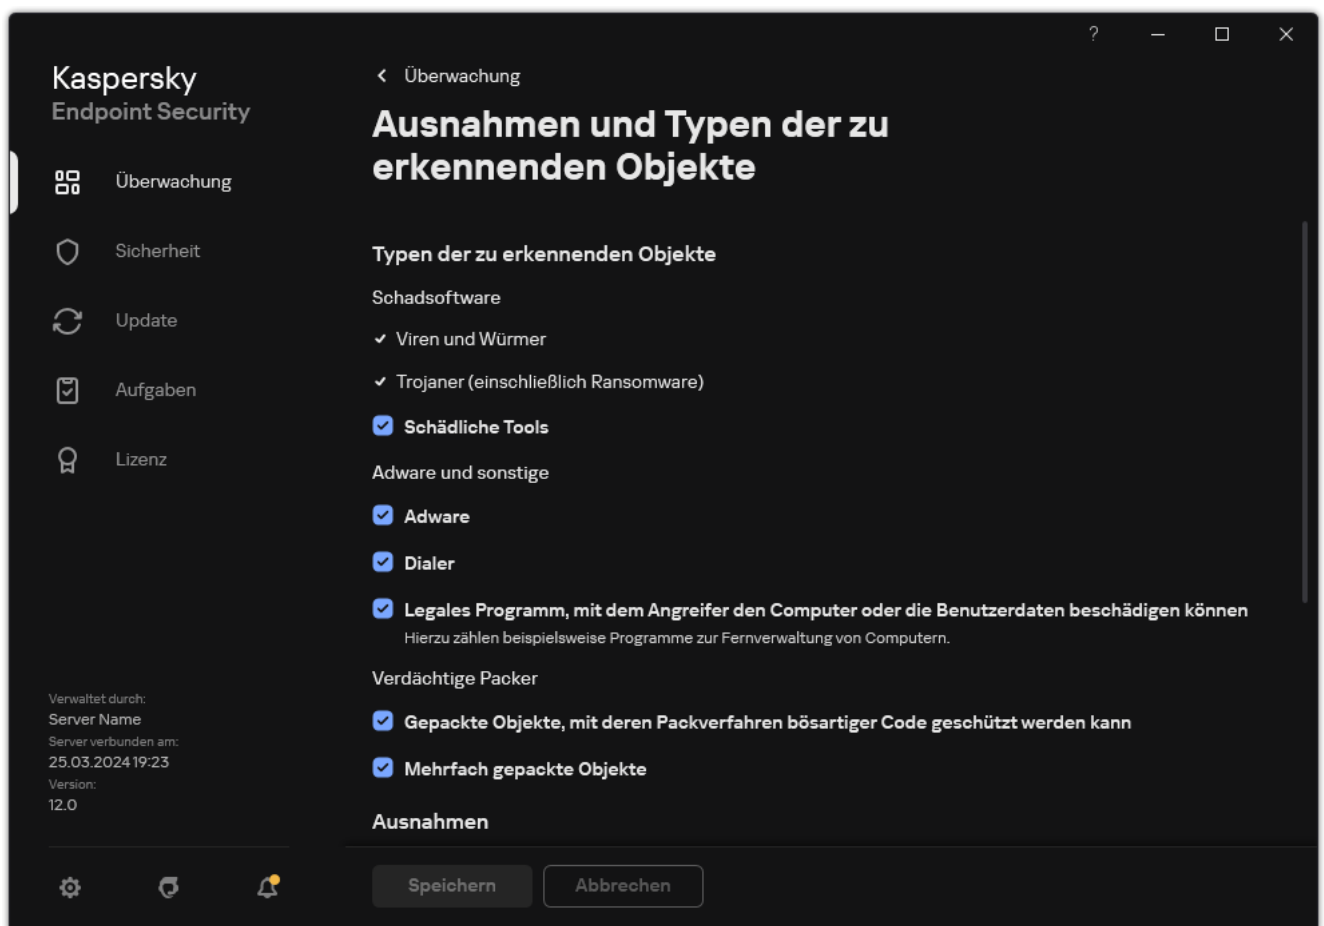 ?
Kaspersky
Endpoint Security
Überwachung
Sicherheit
Update
Aufgaben
Lizenz
Verwaltet durch:
Server Name
Server verbunden am:
25.03.2024 19:23
Version:
12.0
Überwachung
Ausnahmen und Typen der zu
erkennenden Objekte
Typen der zu erkennenden Objekte
Schadsoftware
Viren und Würmer
Trojaner (einschließlich Ransomware)
Schädliche Tools
Adware und sonstige
Adware
Dialer
Legales Programm, mit dem Angreifer den Computer oder die Benutzerdaten beschädigen können
Hierzu zählen beispielsweise Programme zur Fernverwaltung von Computern.
Verdächtige Packer
Gepackte Objekte, mit deren Packverfahren bösartiger Code geschützt werden kann
Mehrfach gepackte Objekte
Ausnahmen
Speichern
Abbrechen